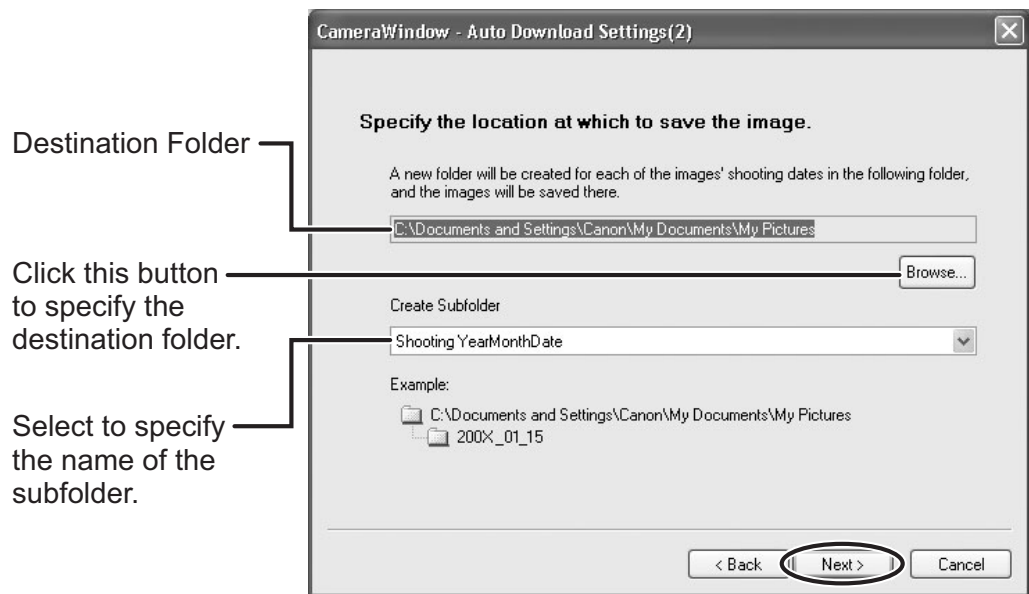 CameraWindow - Auto Download Settings(2)
Specify the location at which to save the image.
Destination Folder
A new folder will be created for each of the images' shooting dates in the following folder,
and the images will be saved there.
C:\Documents and Settings\Canon\My Documents\My Pictures
Click this button
to specify the
destination folder.
Browse...
Create Subfolder
Shooting YearMonthDate
Example:
C:\Documents and Settings\Canon\My Documents\My Pictures
200X_01_15
Select to specify
the name of the
subfolder.
< Back
Next >
Cancel